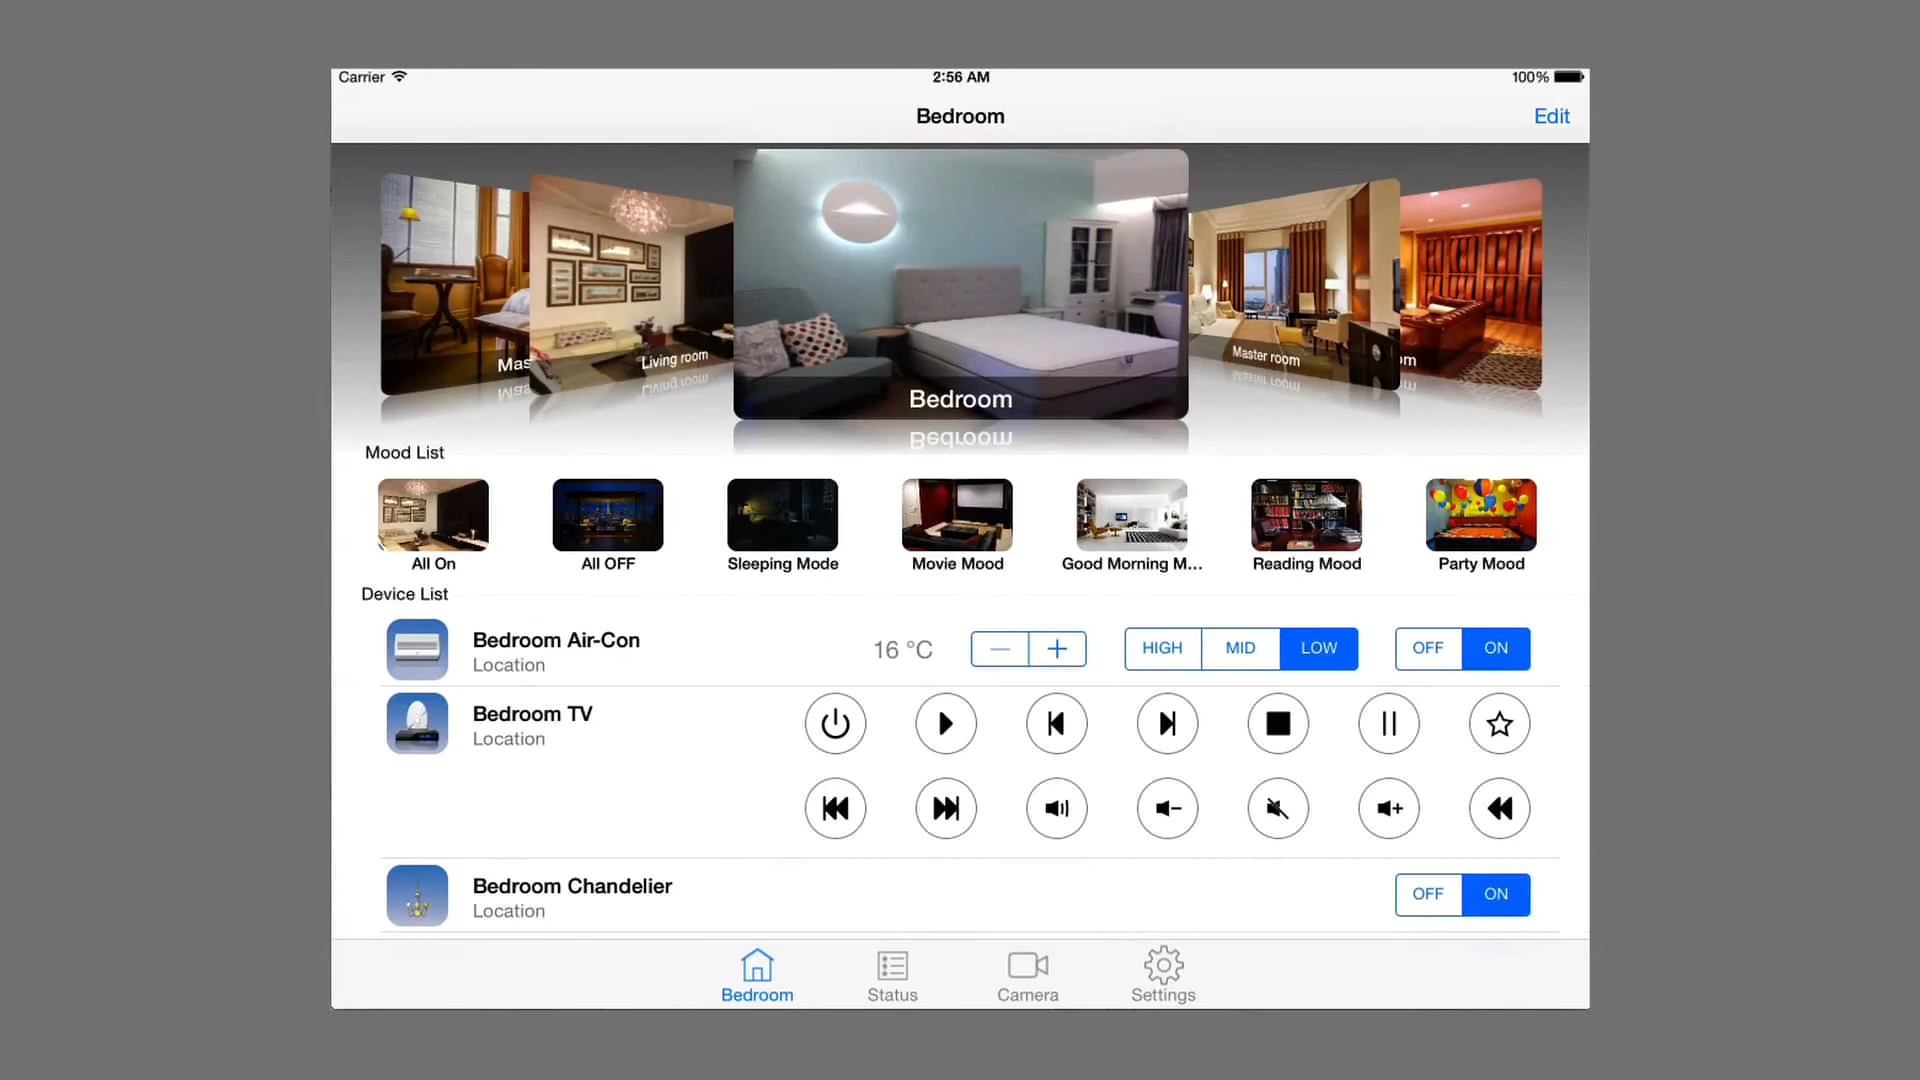 Carrier
2:56 AM
100%
Bedroom
Edit
Mas
Living room
Bedroom
Master room
om
Mood List
All On
All OFF
Sleeping Mode
Movie Mood
Good Morning M...
Reading Mood
Party Mood
Device List
Bedroom Air-Con
Location
16 °C
HIGH MID LOW
OFF ON
Bedroom TV
Location
Bedroom Chandelier
Location
OFF ON
Bedroom
Status
Camera
Settings